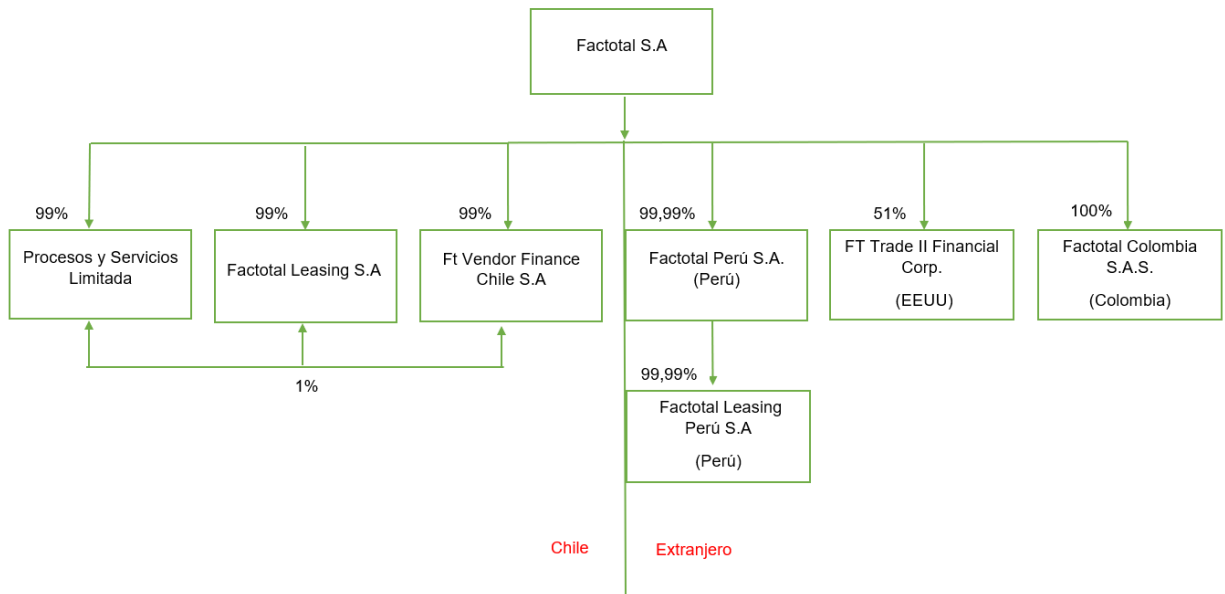 Factotal S.A
99%
99%
99%
99,99%
51%
100%
Procesos y Servicios
Limitada
Factotal Leasing S.A
Ft Vendor Finance
Chile S.A
Factotal Perú S.A.
(Perú)
FT Trade II Financial
Corp.
(EEUU)
Factotal Colombia
S.A.S.
(Colombia)
1%
99,99%
Factotal Leasing
Perú S.A
(Perú)
Chile
Extranjero